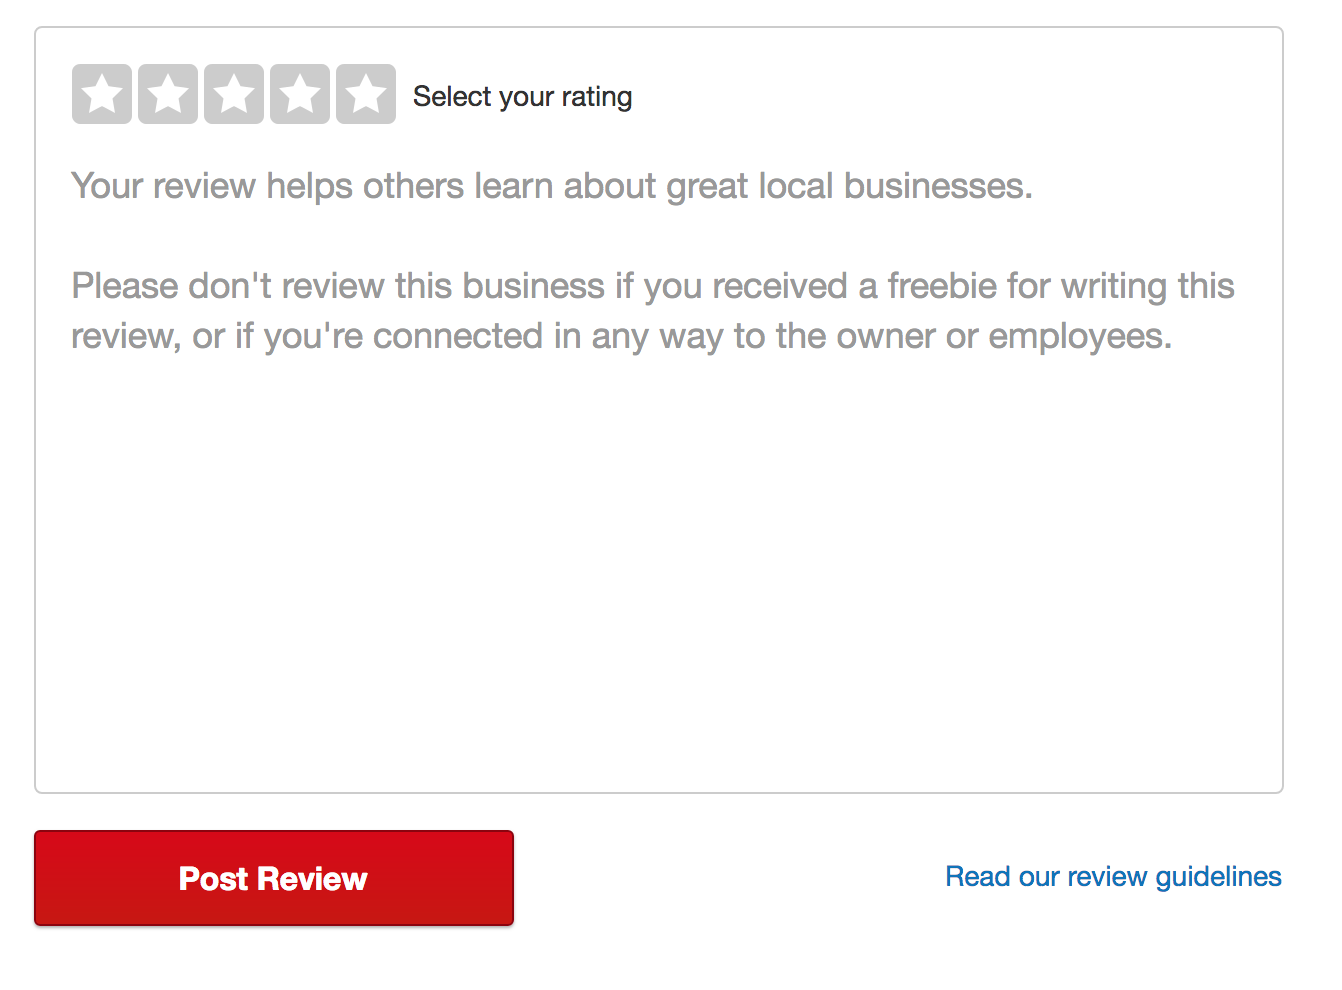 Select your rating
Your review helps others learn about great local businesses.
Please don't review this business if you received a freebie for writing this
review, or if you're connected in any way to the owner or employees.
Post Review
Read our review guidelines